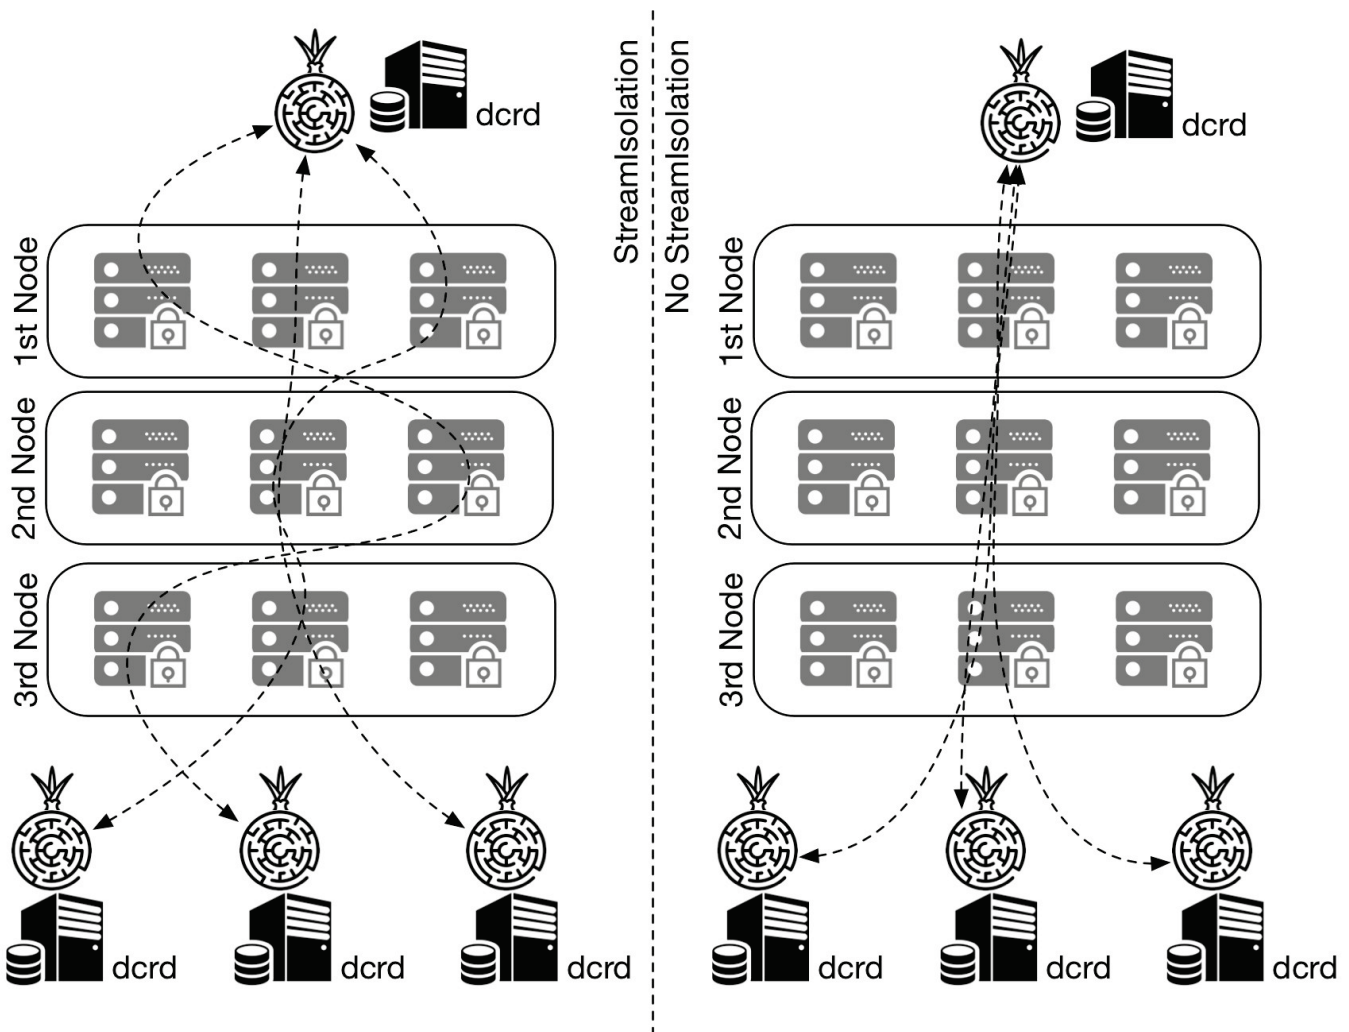 dcrd
StreamIsolation
1st Node
2nd Node
3rd Node
dcrd
dcrd
dcrd
No StreamIsolation
dcrd
1st Node
2nd Node
3rd Node
dcrd
dcrd
dcrd